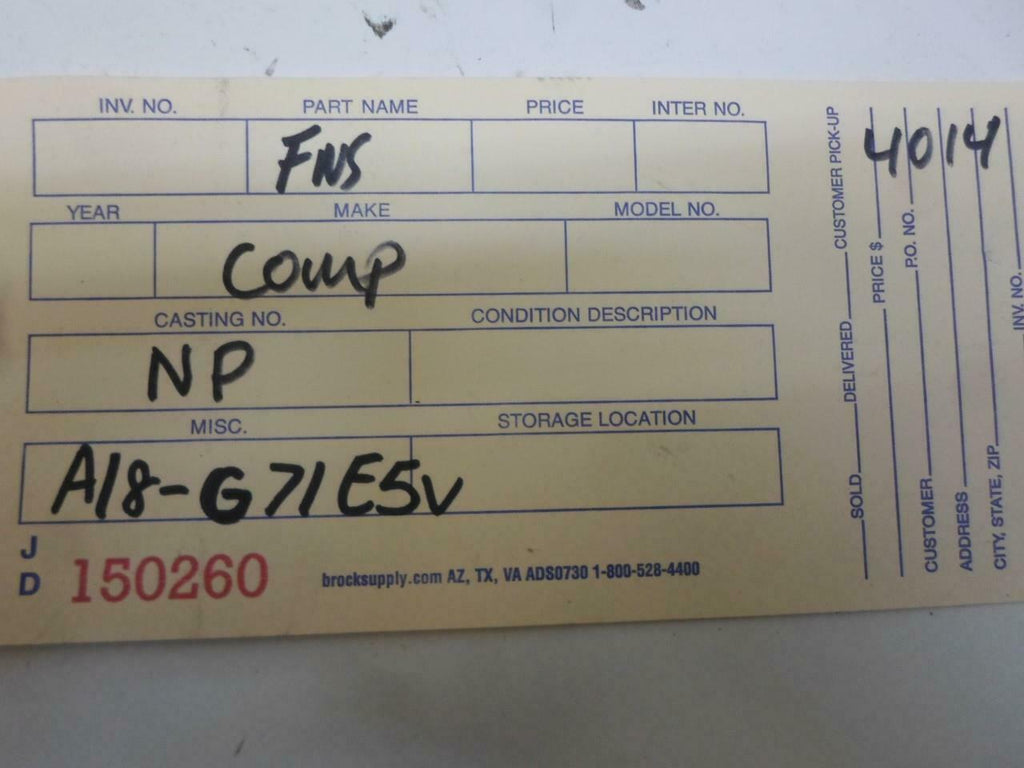 INV. NO. PART NAME PRICE INTER NO.
FNS
YEAR MAKE MODEL NO.
Comp
CASTING NO. CONDITION DESCRIPTION
NP
MISC. STORAGE LOCATION
A18-G71E5V
J
D 150260 brocksupply.com AZ, TX, VA ADS0730 1-800-528-4400
SOLD DELIVERED CUSTOMER PICK-UP
PRICE $
P.O. NO.
CUSTOMER
ADDRESS
CITY, STATE, ZIP
INV. NO.
4014